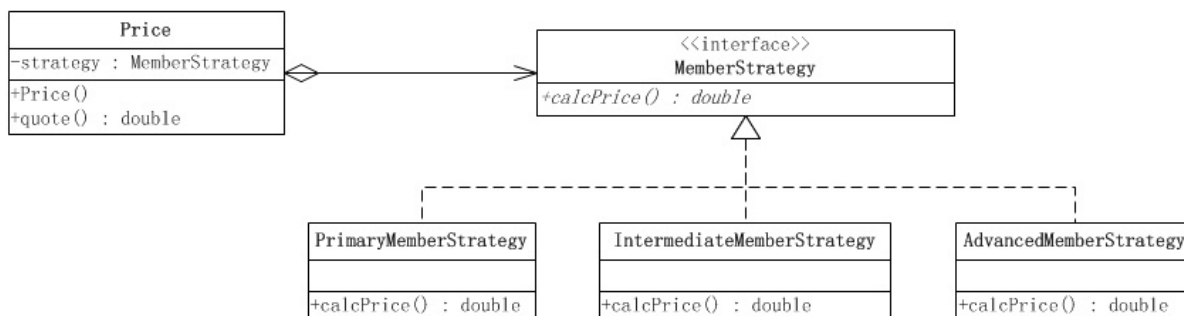 Price
-strategy : MemberStrategy
+Price()
+quote() : double
<<interface>>
MemberStrategy
+calcPrice() : double
PrimaryMemberStrategy
+calcPrice() : double
IntermediateMemberStrategy
+calcPrice() : double
AdvancedMemberStrategy
+calcPrice() : double